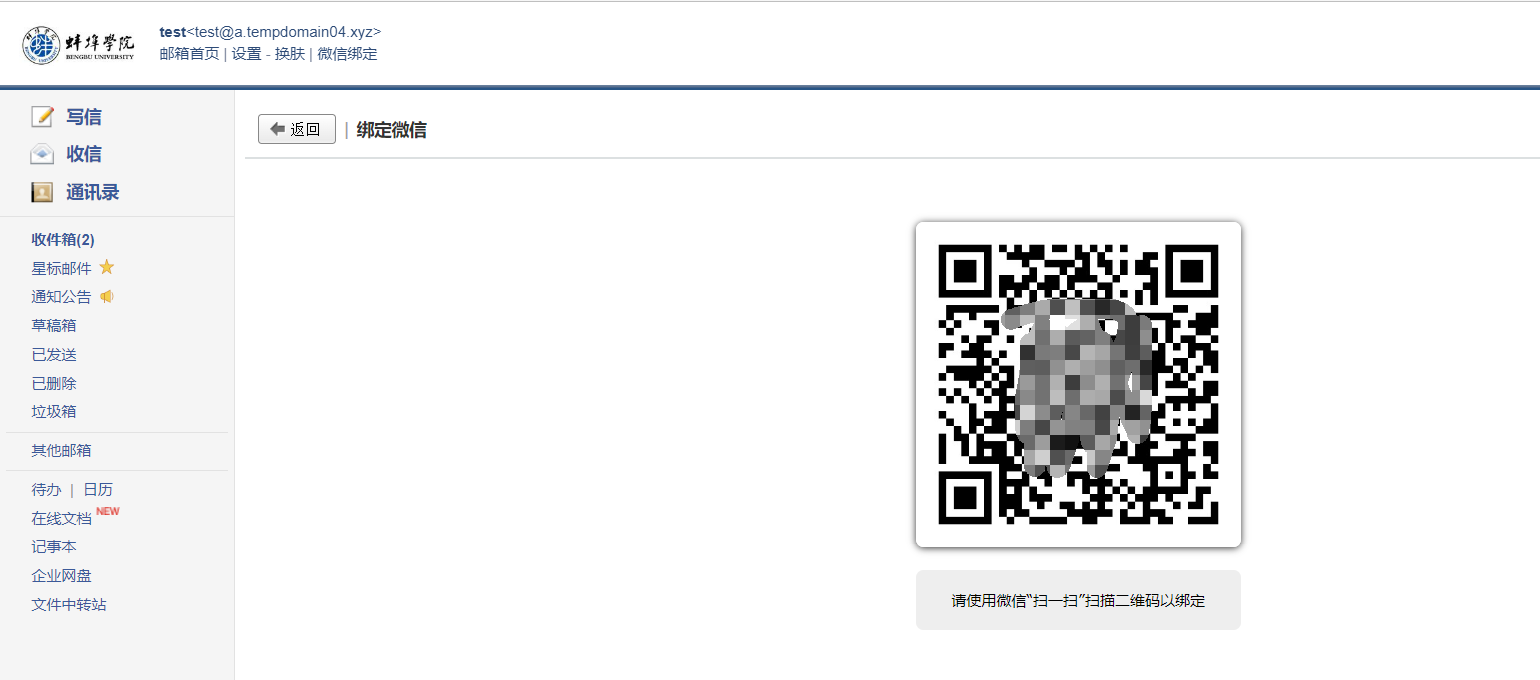 蚌埠学院
BENGBU UNIVERSITY
test<test@a.tempdomain04.xyz>
邮箱首页 | 设置 - 换肤 | 微信绑定
写信
收信
通讯录
收件箱(2)
星标邮件
通知公告
草稿箱
已发送
已删除
垃圾箱
其他邮箱
待办 | 日历
在线文档 NEW
记事本
企业网盘
文件中转站
返回 | 绑定微信
请使用微信“扫一扫”扫描二维码以绑定